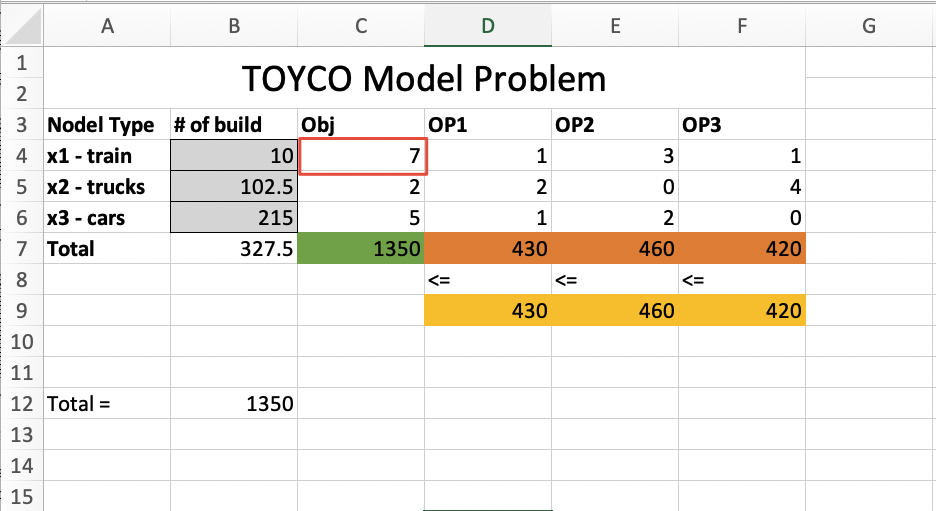 A B C D E F G
1
2 TOYCO Model Problem
3 Nodel Type # of build Obj OP1 OP2 OP3
4 x1 - train 10 7 1 3 1
5 x2 - trucks 102.5 2 2 0 4
6 x3 - cars 215 5 1 2 0
7 Total 327.5 1350 430 460 420
8 <= <= <=
9 430 460 420
10
11
12 Total = 1350
13
14
15